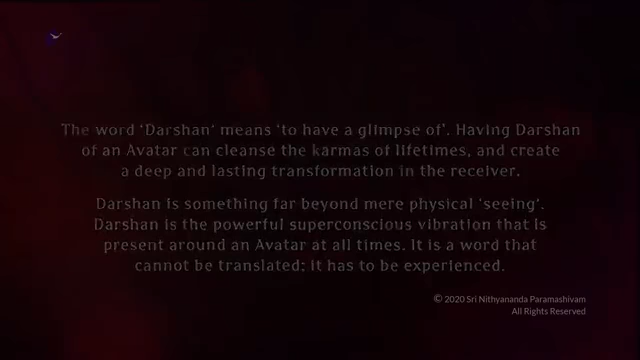 The word ‘Darshan’ means ‘to have a glimpse of’. Having Darshan
of an Avatar can cleanse the karmas of lifetimes, and create
a deep and lasting transformation in the receiver.
Darshan is something far beyond mere physical ‘seeing’.
Darshan is the powerful superconscious vibration that is
present around an Avatar at all times. It is a word that
cannot be translated; it has to be experienced.
© 2020 Sri Nithyananda Paramashivam
All Rights Reserved